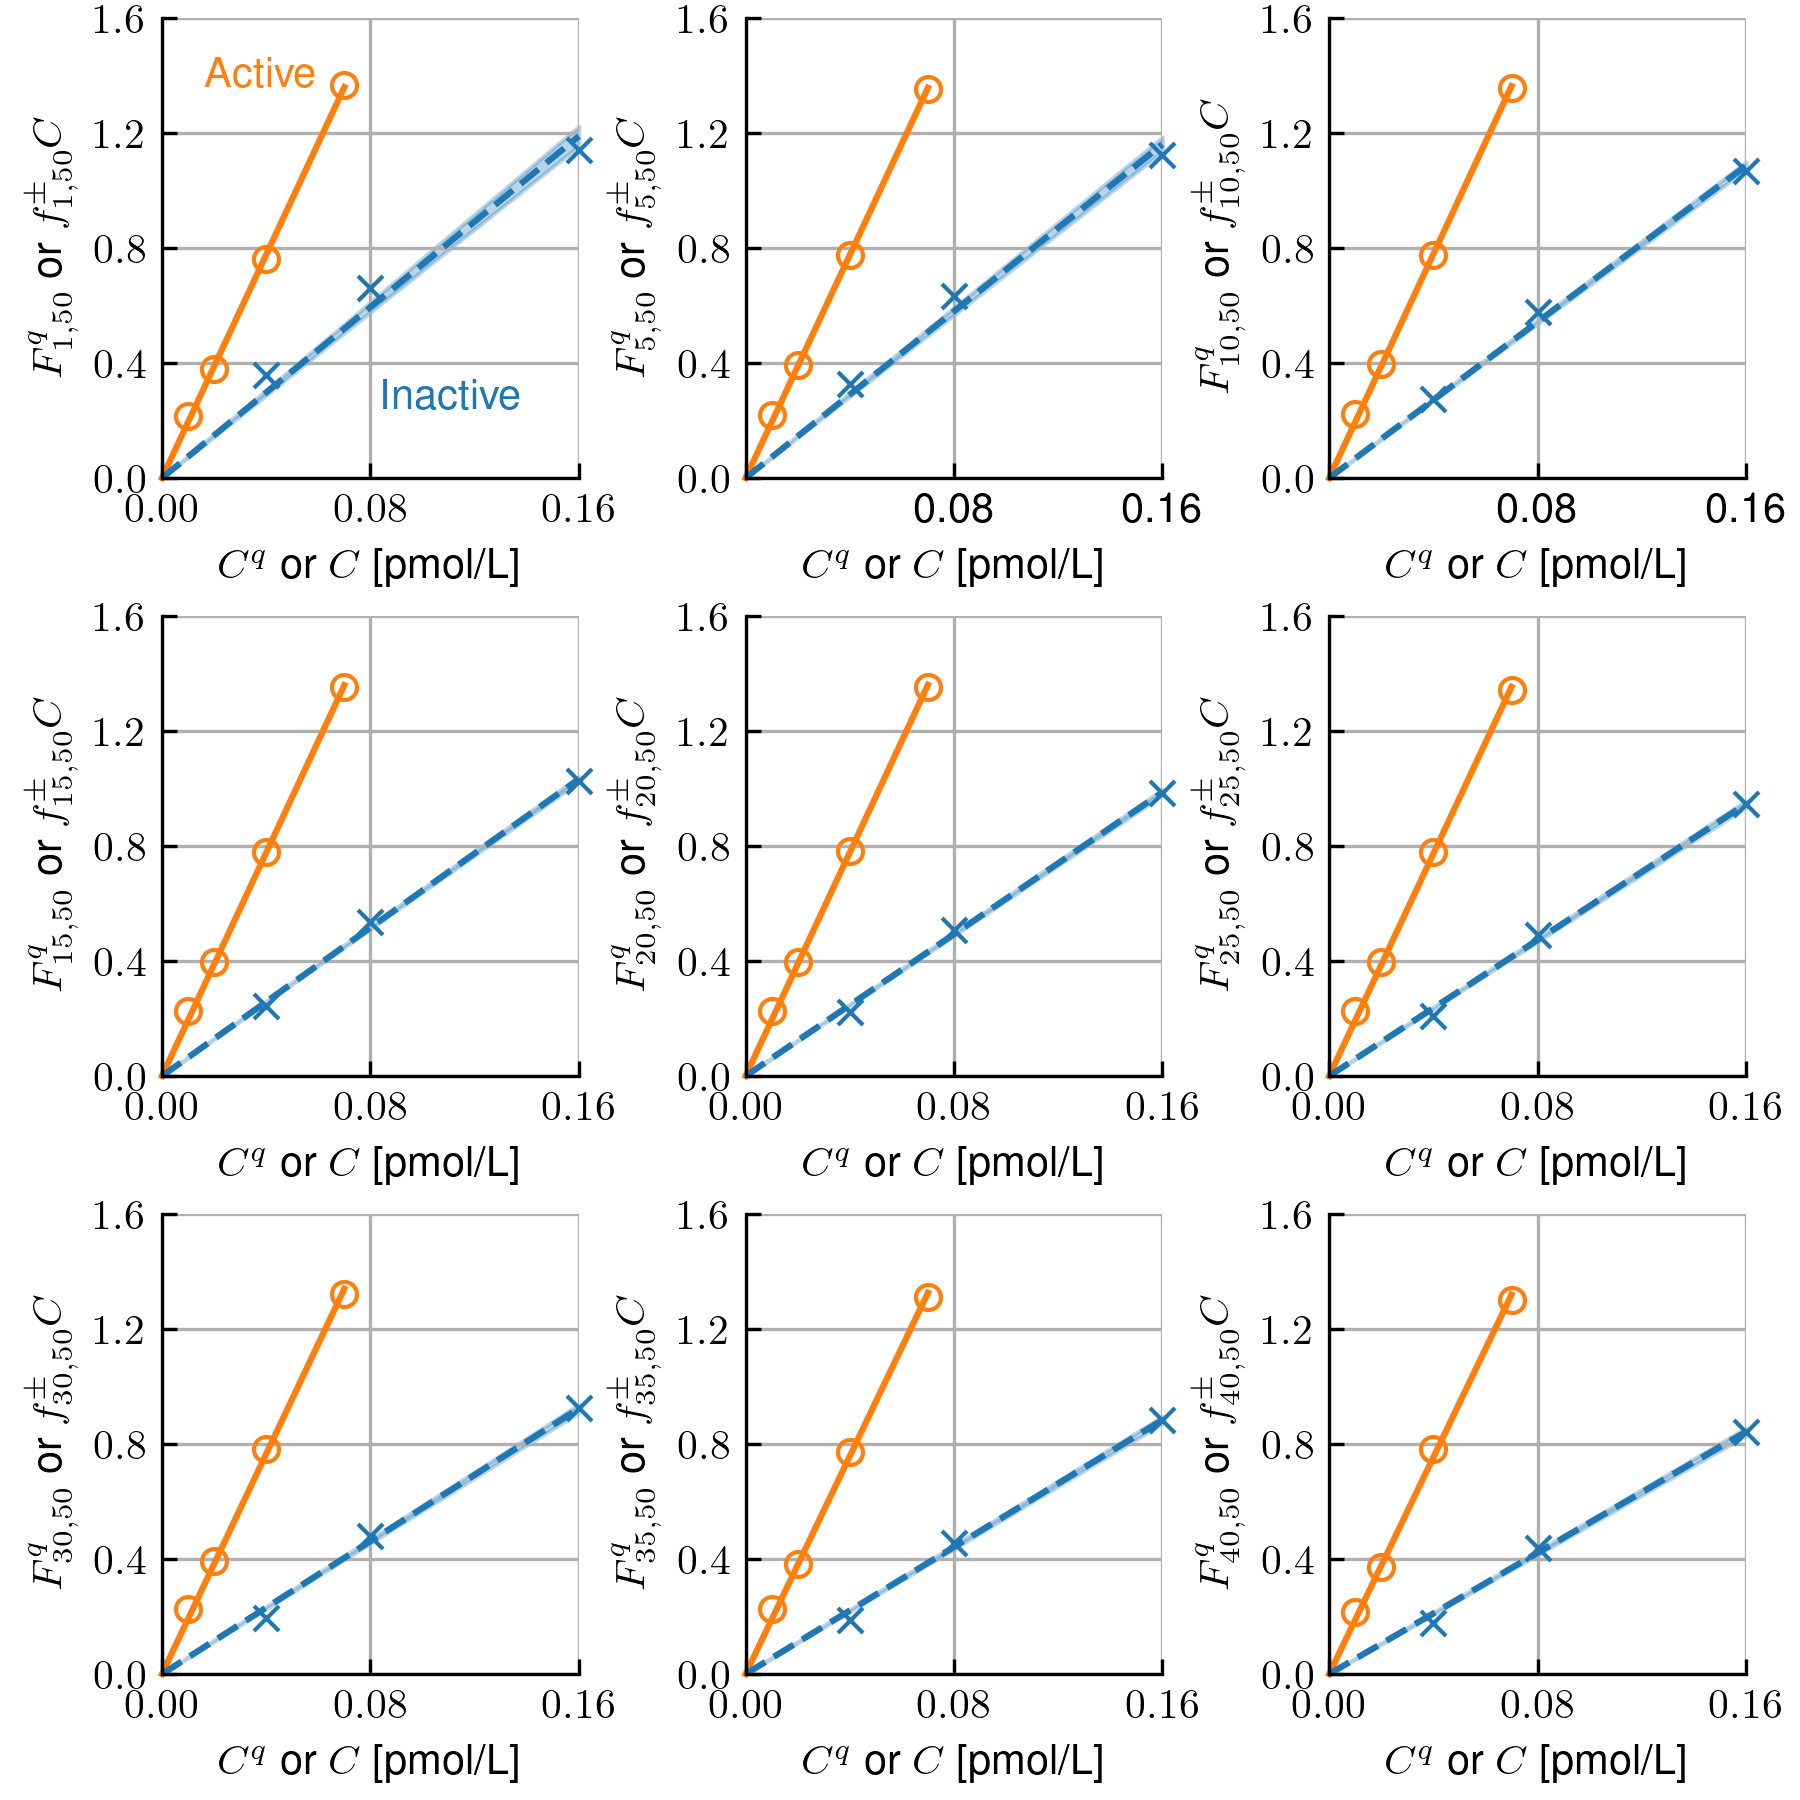 1.6
1.2
0.8
0.4
0.0
0.00 0.08 0.16
Active
Inactive
F^q_{1,50} or f^±_{1,50}C
C^q or C [pmol/L]
1.6
1.2
0.8
0.4
0.0
0.08 0.16
F^q_{5,50} or f^±_{5,50}C
C^q or C [pmol/L]
1.6
1.2
0.8
0.4
0.0
0.08 0.16
F^q_{10,50} or f^±_{10,50}C
C^q or C [pmol/L]
1.6
1.2
0.8
0.4
0.0
0.00 0.08 0.16
F^q_{15,50} or f^±_{15,50}C
C^q or C [pmol/L]
1.6
1.2
0.8
0.4
0.0
0.00 0.08 0.16
F^q_{20,50} or f^±_{20,50}C
C^q or C [pmol/L]
1.6
1.2
0.8
0.4
0.0
0.00 0.08 0.16
F^q_{25,50} or f^±_{25,50}C
C^q or C [pmol/L]
1.6
1.2
0.8
0.4
0.0
0.00 0.08 0.16
F^q_{30,50} or f^±_{30,50}C
C^q or C [pmol/L]
1.6
1.2
0.8
0.4
0.0
0.00 0.08 0.16
F^q_{35,50} or f^±_{35,50}C
C^q or C [pmol/L]
1.6
1.2
0.8
0.4
0.0
0.00 0.08 0.16
F^q_{40,50} or f^±_{40,50}C
C^q or C [pmol/L]